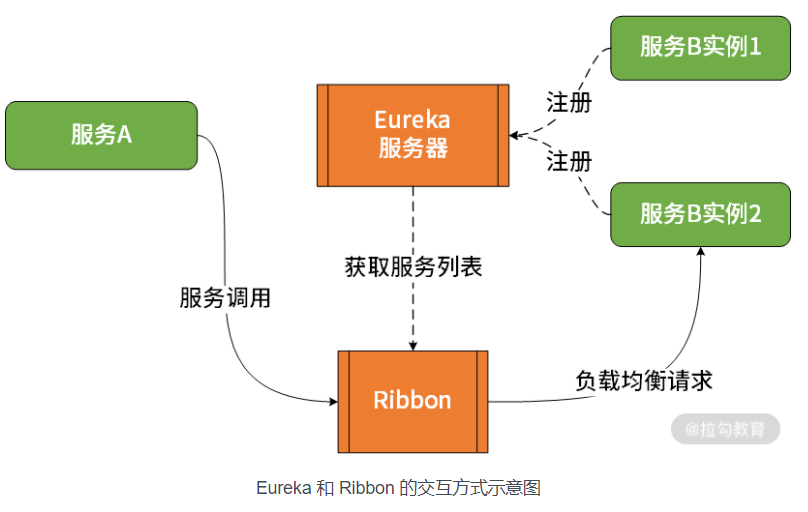 服务B实例1
注册
Eureka
服务器
服务A
注册
服务B实例2
获取服务列表
服务调用
负载均衡请求
Ribbon
@拉勾教育
Eureka 和 Ribbon 的交互方式示意图